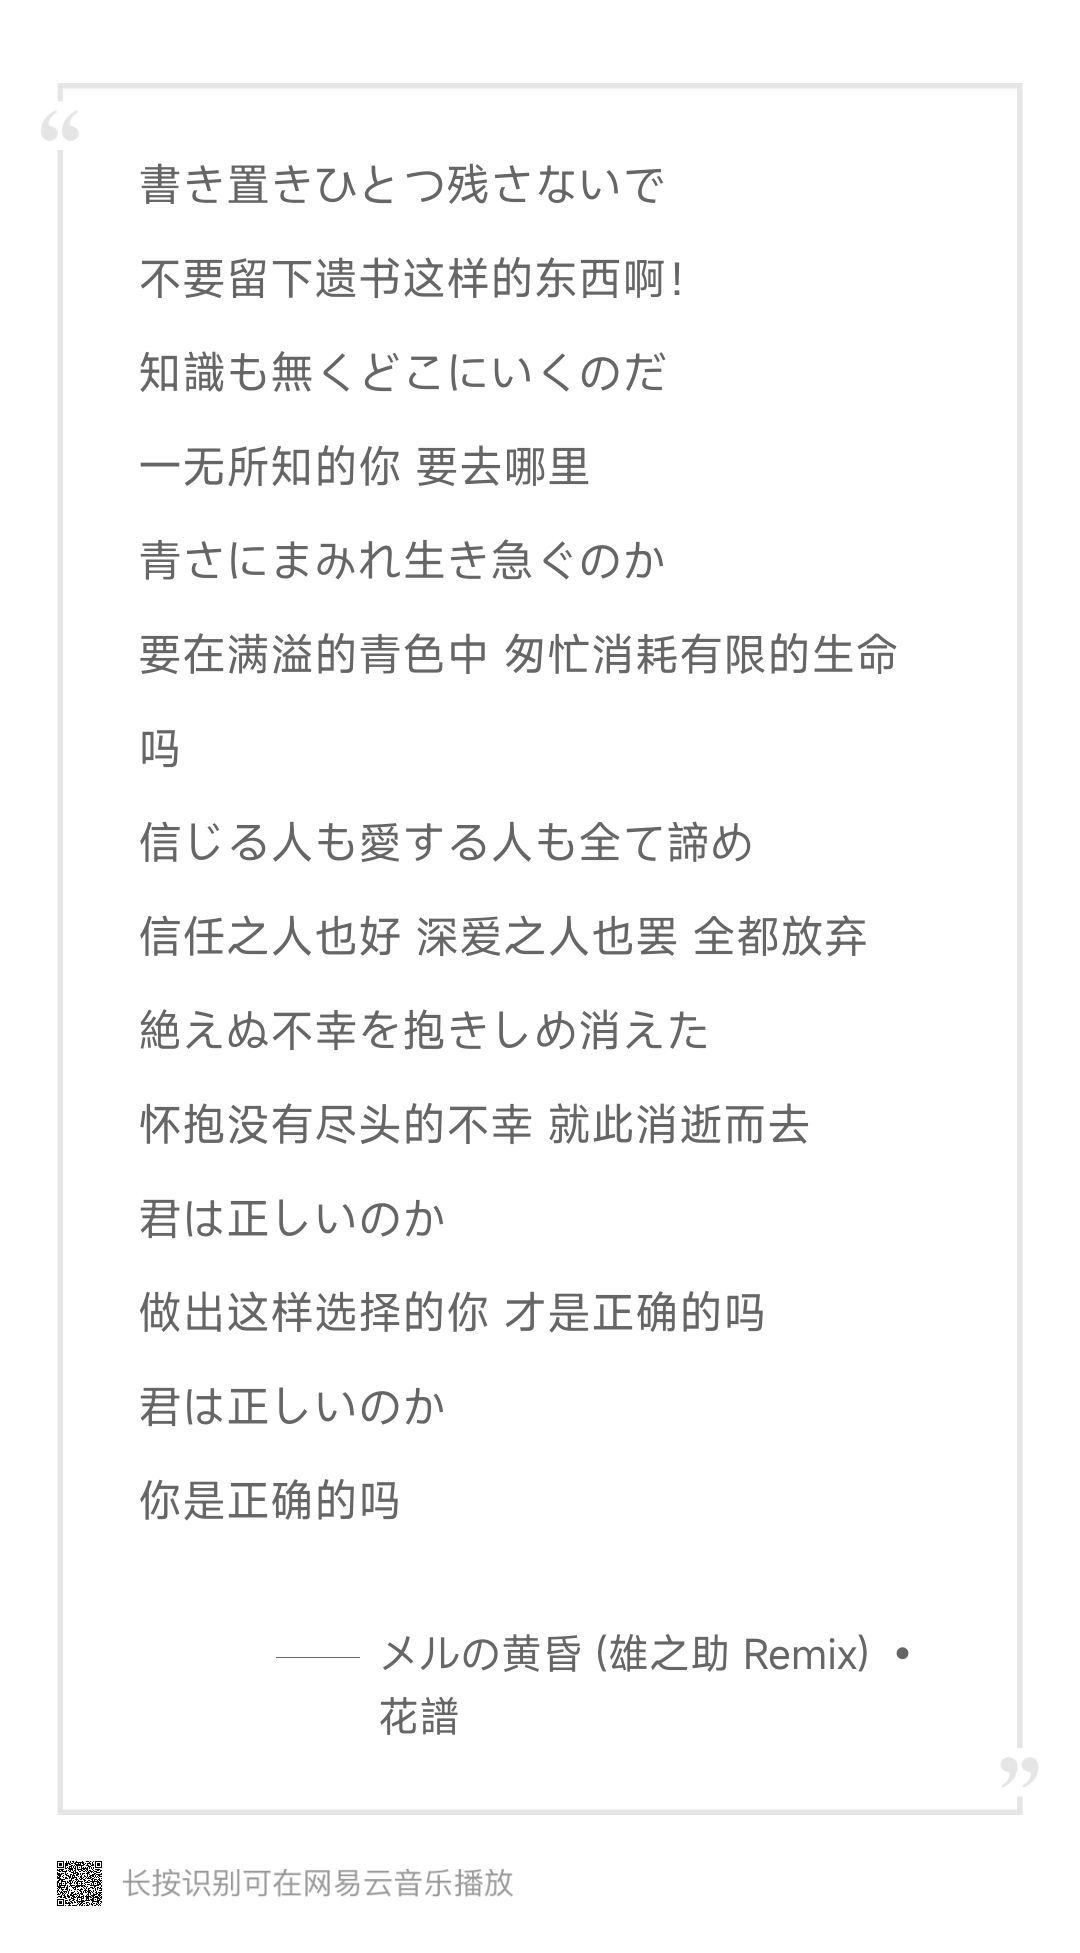 “
書き置きひとつ残さないで
不要留下遗书这样的东西啊！
知識も無くどこにいくのだ
一无所知的你 要去哪里
青さにまみれ生き急ぐのか
要在满溢的青色中 匆忙消耗有限的生命
吗
信じる人も愛する人も全て諦め
信任之人也好 深爱之人也罢 全都放弃
絶えぬ不幸を抱きしめ消えた
怀抱没有尽头的不幸 就此消逝而去
君は正しいのか
做出这样选择的你 才是正确的吗
君は正しいのか
你是正确的吗
—— メルの黄昏 (雄之助 Remix) •
花譜
”
长按识别可在网易云音乐播放